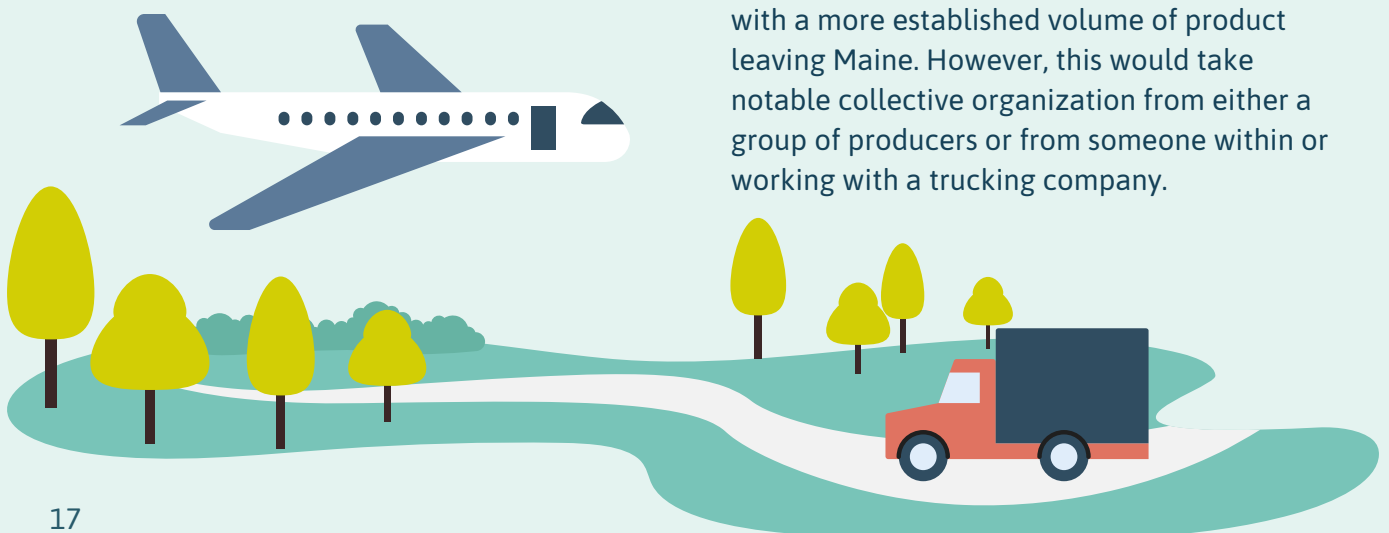 with a more established volume of product
leaving Maine. However, this would take
notable collective organization from either a
group of producers or from someone within or
working with a trucking company.
17